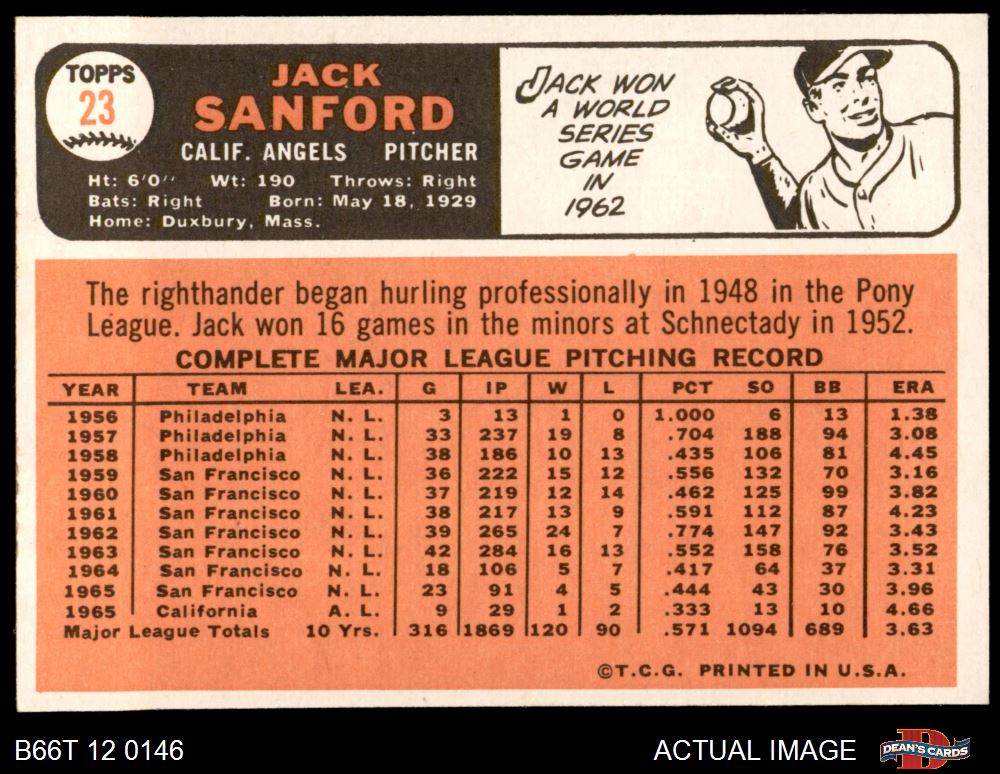 TOPPS
23
JACK
SANFORD
CALIF. ANGELS PITCHER
Ht: 6'0'' Wt: 190 Throws: Right
Bats: Right Born: May 18, 1929
Home: Duxbury, Mass.
JACK WON
A WORLD
SERIES
GAME
IN
1962
The righthander began hurling professionally in 1948 in the Pony
League. Jack won 16 games in the minors at Schnectady in 1952.
COMPLETE MAJOR LEAGUE PITCHING RECORD
YEAR TEAM LEA. G IP W L PCT SO BB ERA
1956 Philadelphia N. L. 3 13 1 0 1.000 6 13 1.38
1957 Philadelphia N. L. 33 237 19 8 .704 188 94 3.08
1958 Philadelphia N. L. 38 186 10 13 .435 106 81 4.45
1959 San Francisco N. L. 36 222 15 12 .556 132 70 3.16
1960 San Francisco N. L. 37 219 12 14 .462 125 99 3.82
1961 San Francisco N. L. 38 217 13 9 .591 112 87 4.23
1962 San Francisco N. L. 39 265 24 7 .774 147 92 3.43
1963 San Francisco N. L. 42 284 16 13 .552 158 76 3.52
1964 San Francisco N. L. 18 106 5 7 .417 64 37 3.31
1965 San Francisco N. L. 23 91 4 5 .444 43 30 3.96
1965 California A. L. 9 29 1 2 .333 13 10 4.66
Major League Totals 10 Yrs. 316 1869 120 90 .571 1094 689 3.63
©T.C.G. PRINTED IN U.S.A.
B66T 12 0146
ACTUAL IMAGE
DEAN'S CARDS